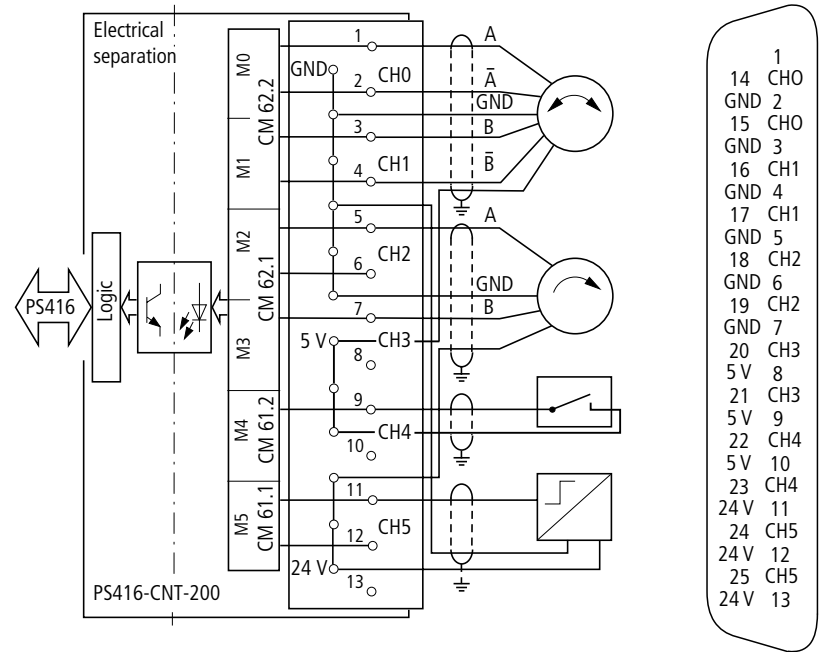 Electrical
separation
PS416
Logic
M0
M1
M2
M3
M4
M5
CM 62.2
CM 62.1
CM 61.2
CM 61.1
PS416-CNT-200
1
GND
2 CH0
3
4 CH1
5
6 CH2
7
5 V CH3
8
9
CH4
10
11
12 CH5
24 V
13
A
A̅
GND
B
B̅
A
GND
B
1
14 CHO
GND 2
15 CHO
GND 3
16 CH1
GND 4
17 CH1
GND 5
18 CH2
GND 6
19 CH2
GND 7
20 CH3
5 V 8
21 CH3
5 V 9
22 CH4
5 V 10
23 CH4
24 V 11
24 CH5
24 V 12
25 CH5
24 V 13